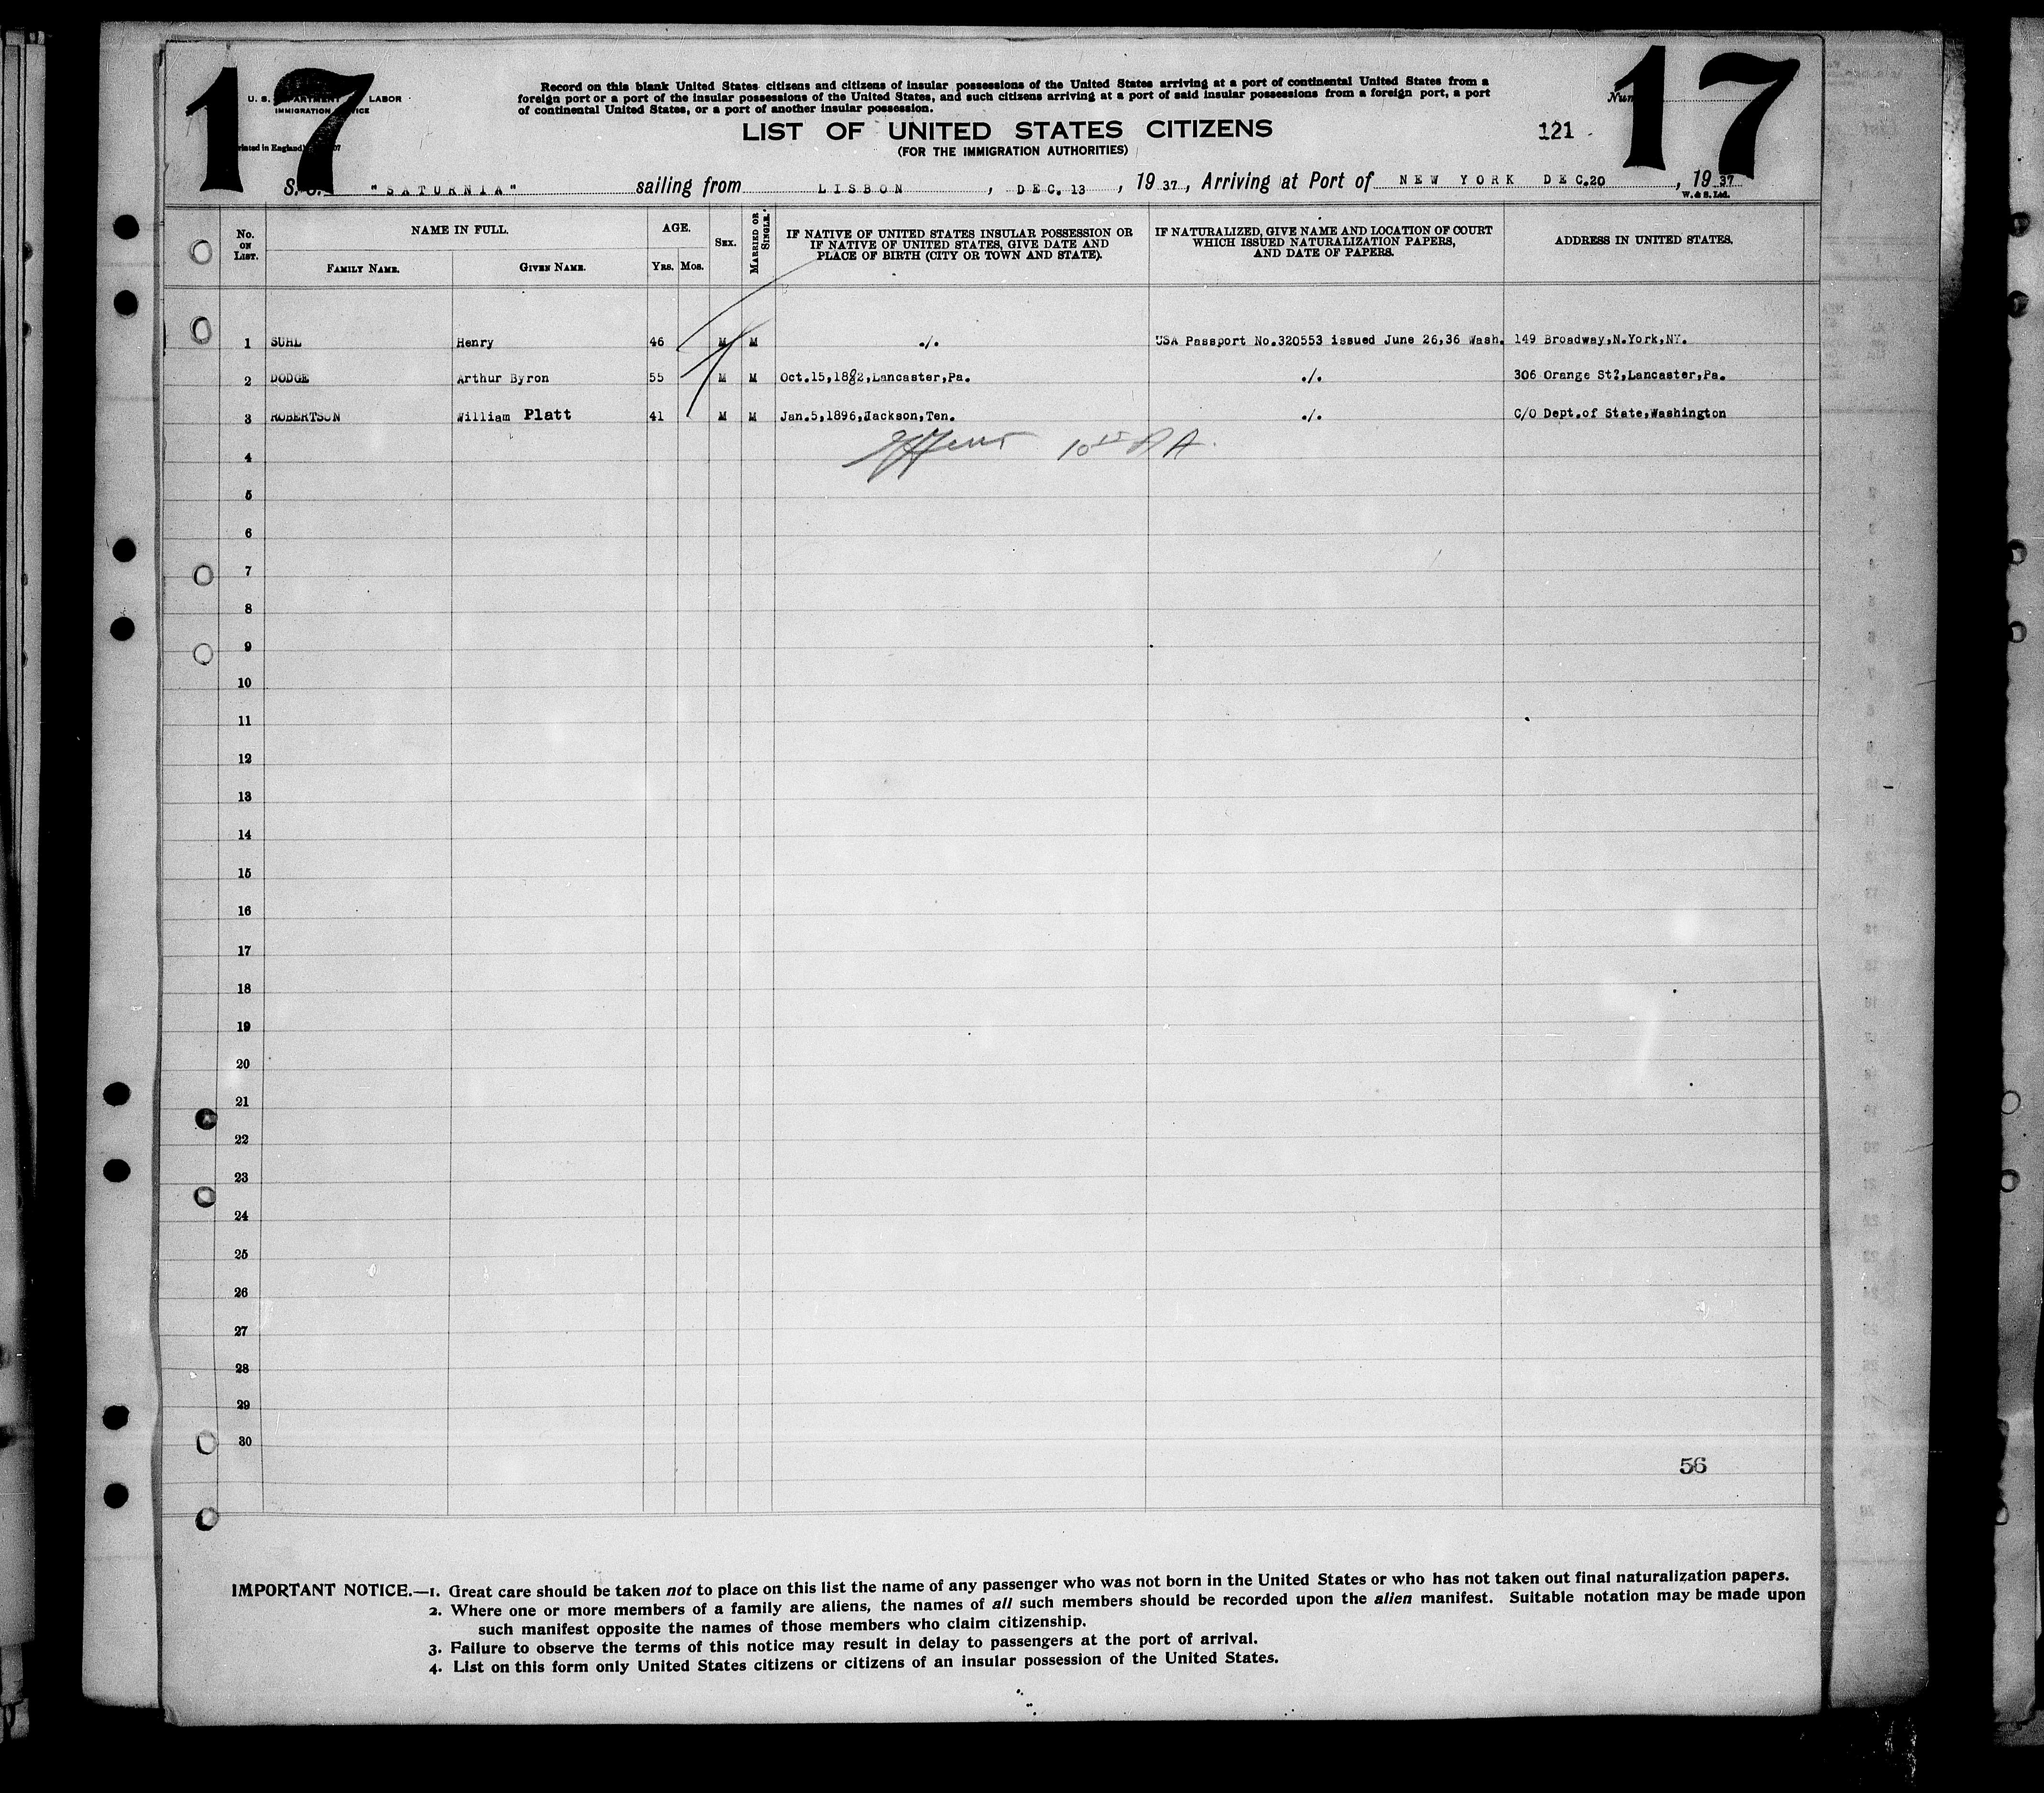 17
17
U. S. DEPARTMENT LABOR
IMMIGRATION
Record on this blank United States citizens and citizens of insular possessions of the United States arriving at a port of continental United States from a
foreign port or a port of the insular possessions of the United States, and such citizens arriving at a port of said insular possessions from a foreign port, a port
of continental United States, or a port of another insular possession.
Printed in England
LIST OF UNITED STATES CITIZENS
121
(FOR THE IMMIGRATION AUTHORITIES)
S. S. "SATURNIA" sailing from LISBON, DEC. 13, 1937, Arriving at Port of NEW YORK DEC.20, 1937
W. & S. Ltd.
No. ON LIST.
NAME IN FULL.
FAMILY NAME.
GIVEN NAME.
AGE.
YRS. MOS.
SEX.
MARRIED OR SINGLE.
IF NATIVE OF UNITED STATES INSULAR POSSESSION OR
IF NATIVE OF UNITED STATES, GIVE DATE AND
PLACE OF BIRTH (CITY OR TOWN AND STATE).
IF NATURALIZED, GIVE NAME AND LOCATION OF COURT
WHICH ISSUED NATURALIZATION PAPERS,
AND DATE OF PAPERS.
ADDRESS IN UNITED STATES.
1 SUHL Henry 46 M M ./. USA Passport No.320553 issued June 26,36 Wash. 149 Broadway,N.York,NY.
2 DODGE Arthur Byron 55 M M Oct.15,1882,Lancaster,Pa. ./. 306 Orange St?,Lancaster,Pa.
3 ROBERTSON William Platt 41 M M Jan.5,1896,Jackson,Ten. ./. C/O Dept.of State,Washington
4
5
6
7
8
9
10
11
12
13
14
15
16
17
18
19
20
21
22
23
24
25
26
27
28
29
30
56
IMPORTANT NOTICE.—1. Great care should be taken not to place on this list the name of any passenger who was not born in the United States or who has not taken out final naturalization papers.
2. Where one or more members of a family are aliens, the names of all such members should be recorded upon the alien manifest. Suitable notation may be made upon
such manifest opposite the names of those members who claim citizenship.
3. Failure to observe the terms of this notice may result in delay to passengers at the port of arrival.
4. List on this form only United States citizens or citizens of an insular possession of the United States.